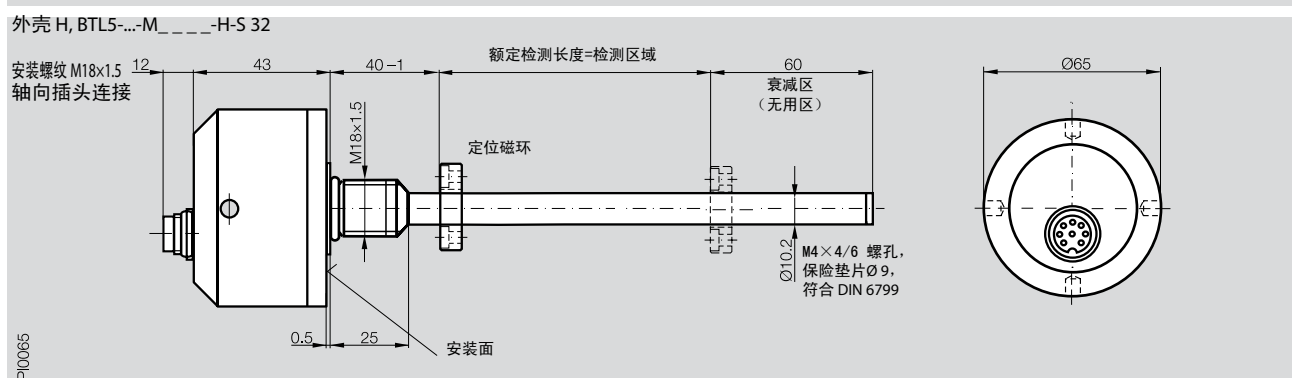 外壳 H, BTL5-...-M_ _ _ _-H-S 32
安装螺纹 M18x1.5
轴向插头连接
12
43
40 –1
额定检测长度=检测区域
60
衰减区
（无用区）
Ø65
M18×1.5
定位磁环
Ø10.2
M4×4/6 螺孔，
保险垫片Ø 9，
符合 DIN 6799
0.5
25
安装面
PI0065